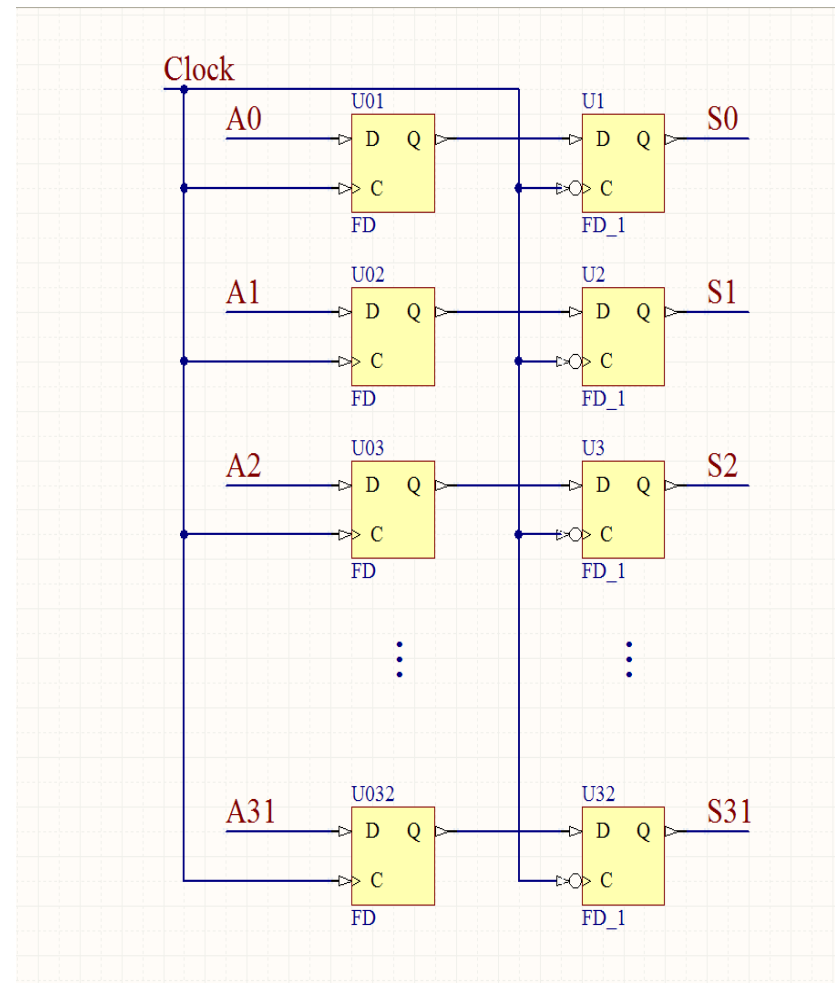 Clock
U01 U1
A0 D Q D Q S0
C C
FD FD_1
U02 U2
A1 D Q D Q S1
C C
FD FD_1
U03 U3
A2 D Q D Q S2
C C
FD FD_1
U032 U32
A31 D Q D Q S31
C C
FD FD_1